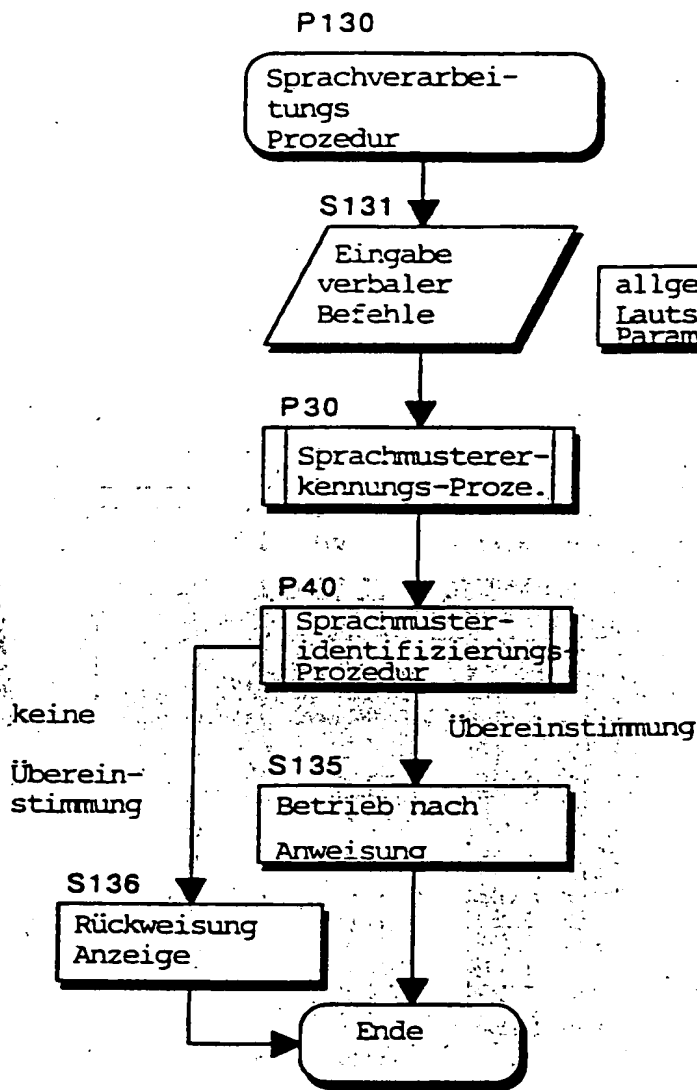 P130
Sprachverarbei-
tungs
Prozedur
S131
Eingabe
verbaler
Befehle
allge
Lauts
Param
P30
Sprachmusterer-
kennungs-Proze.
P40
Sprachmuster-
identifizierungs-
Prozedur
keine
Überein-
stimmung
Übereinstimmung
S135
Betrieb nach
Anweisung
S136
Rückweisung
Anzeige
Ende